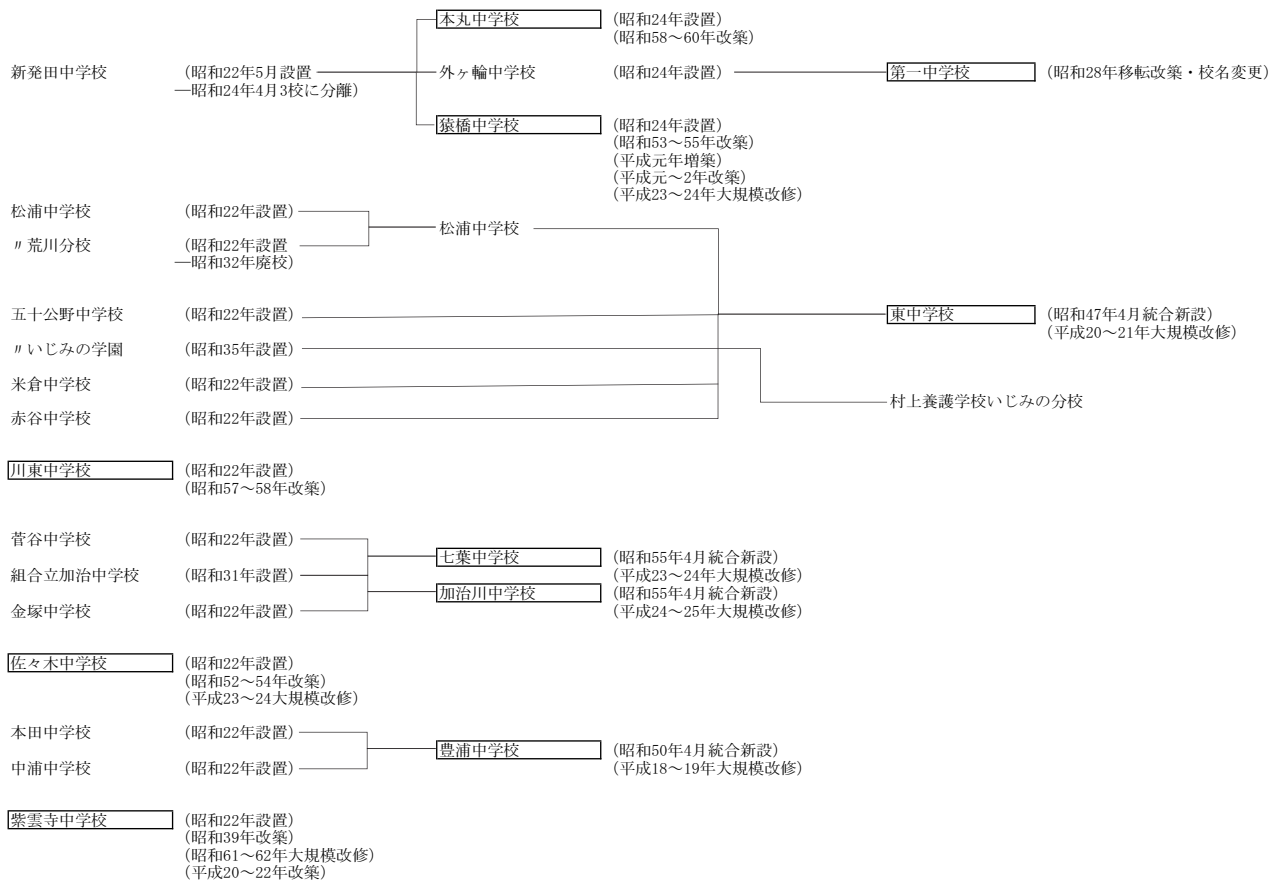 本丸中学校 (昭和24年設置)
(昭和58～60年改築)
新発田中学校 (昭和22年5月設置 外ヶ輪中学校 (昭和24年設置) 第一中学校 (昭和28年移転改築・校名変更)
―昭和24年4月3校に分離)
猿橋中学校 (昭和24年設置)
(昭和53～55年改築)
(平成元年増築)
(平成元～2年改築)
(平成23～24年大規模改修)
松浦中学校 (昭和22年設置)
松浦中学校
〃荒川分校 (昭和22年設置
―昭和32年廃校)
五十公野中学校 (昭和22年設置) 東中学校 (昭和47年4月統合新設)
(平成20～21年大規模改修)
〃いじみの学園 (昭和35年設置)
米倉中学校 (昭和22年設置)
村上養護学校いじみの分校
赤谷中学校 (昭和22年設置)
川東中学校 (昭和22年設置)
(昭和57～58年改築)
菅谷中学校 (昭和22年設置)
七葉中学校 (昭和55年4月統合新設)
組合立加治中学校 (昭和31年設置) (平成23～24年大規模改修)
加治川中学校 (昭和55年4月統合新設)
金塚中学校 (昭和22年設置) (平成24～25年大規模改修)
佐々木中学校 (昭和22年設置)
(昭和52～54年改築)
(平成23～24大規模改修)
本田中学校 (昭和22年設置)
豊浦中学校 (昭和50年4月統合新設)
中浦中学校 (昭和22年設置) (平成18～19年大規模改修)
紫雲寺中学校 (昭和22年設置)
(昭和39年改築)
(昭和61～62年大規模改修)
(平成20～22年改築)